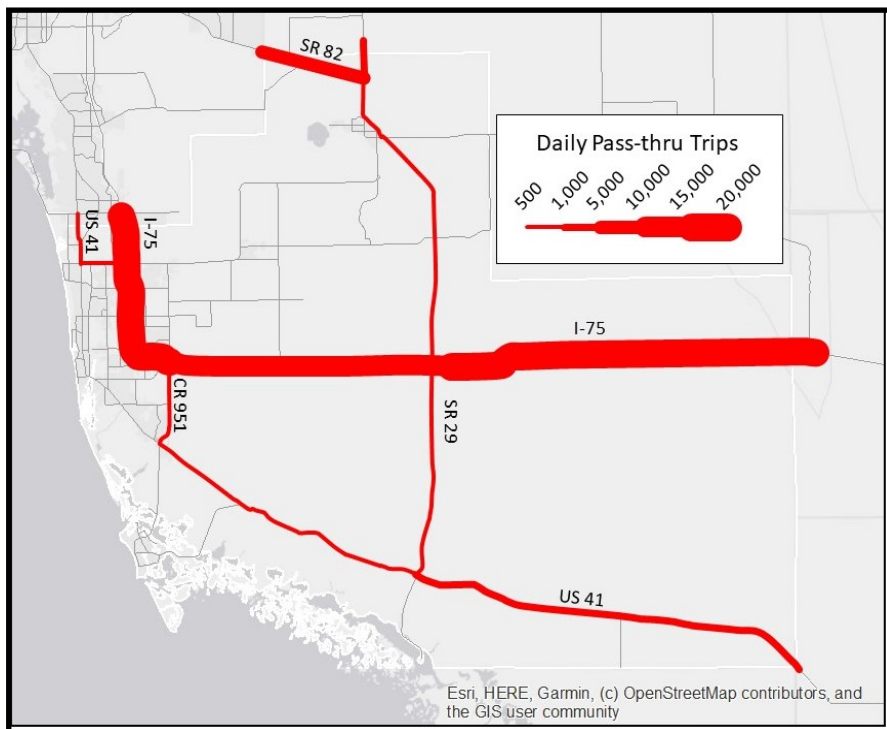 SR 82
Daily Pass-thru Trips
500 1,000 5,000 10,000 15,000 20,000
US 41
I-75
I-75
CR 951
SR 29
US 41
Esri, HERE, Garmin, (c) OpenStreetMap contributors, and
the GIS user community